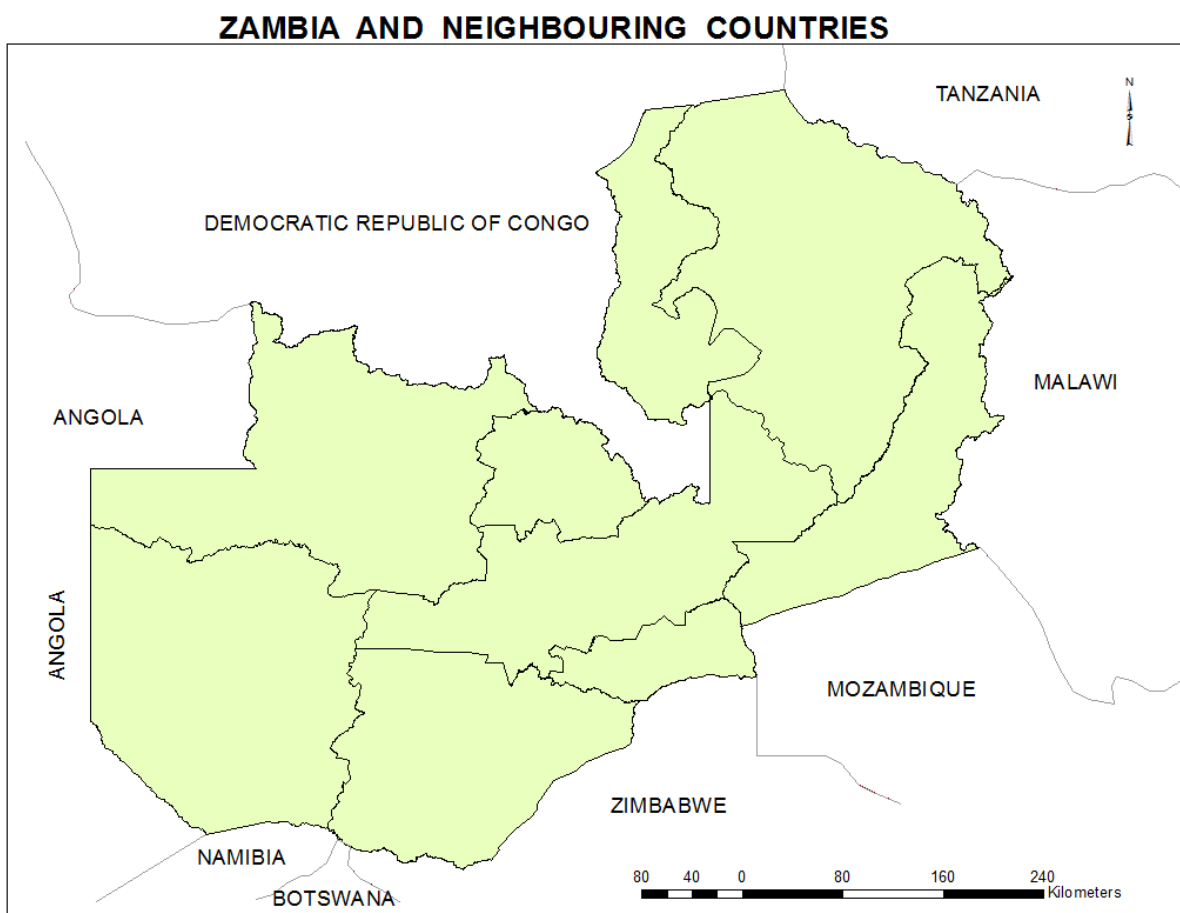 ZAMBIA AND NEIGHBOURING COUNTRIES
TANZANIA
N
S
DEMOCRATIC REPUBLIC OF CONGO
MALAWI
ANGOLA
ANGOLA
MOZAMBIQUE
ZIMBABWE
NAMIBIA
BOTSWANA
80 40 0 80 160 240
Kilometers